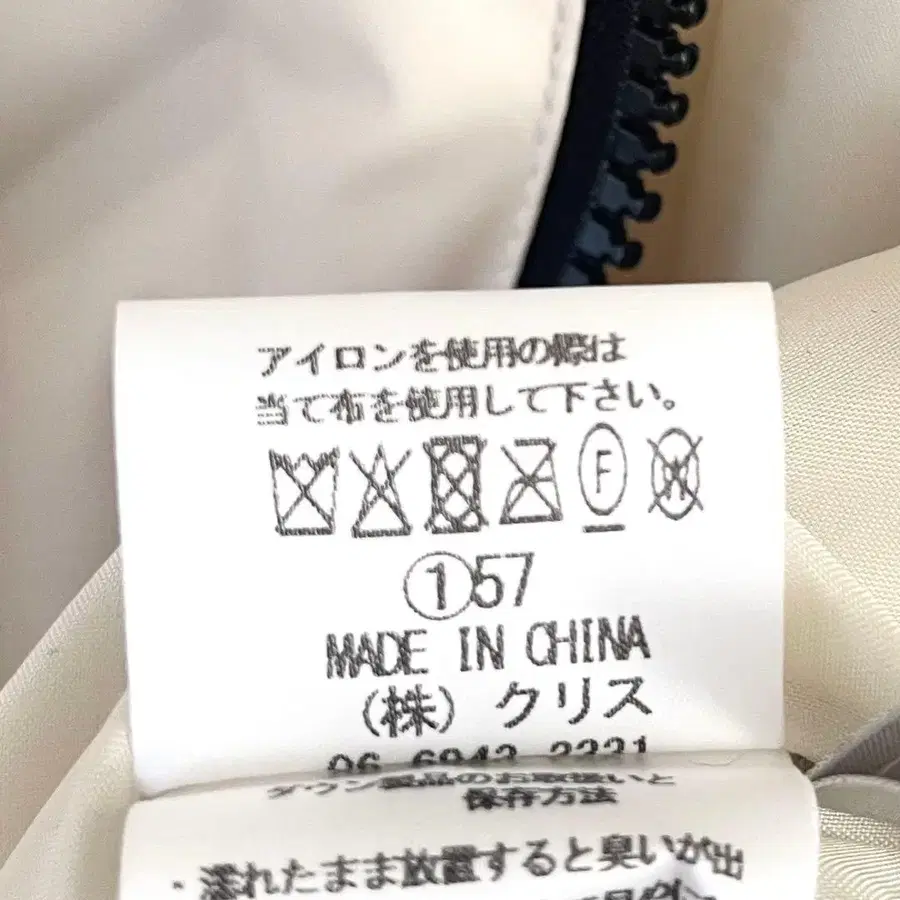 アイロンを使用の際は
当て布を使用して下さい。
F W
①57
MADE IN CHINA
(株) クリス
06 6942 2221
ダウン製品のお取扱いと
保存方法
・濡れたまま放置すると臭いが出